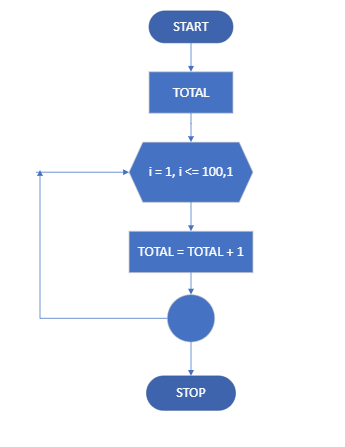 START
TOTAL
i = 1, i <= 100,1
TOTAL = TOTAL + 1
STOP